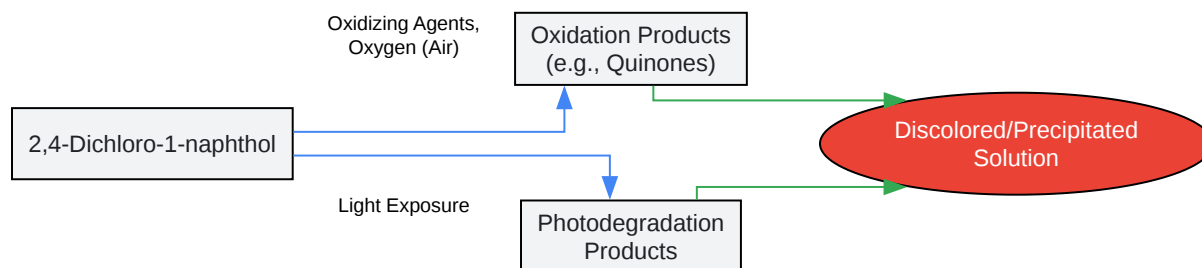 Oxidizing Agents,
Oxygen (Air)
Oxidation Products
(e.g., Quinones)
2,4-Dichloro-1-naphthol
Discolored/Precipitated
Solution
Light Exposure
Photodegradation
Products